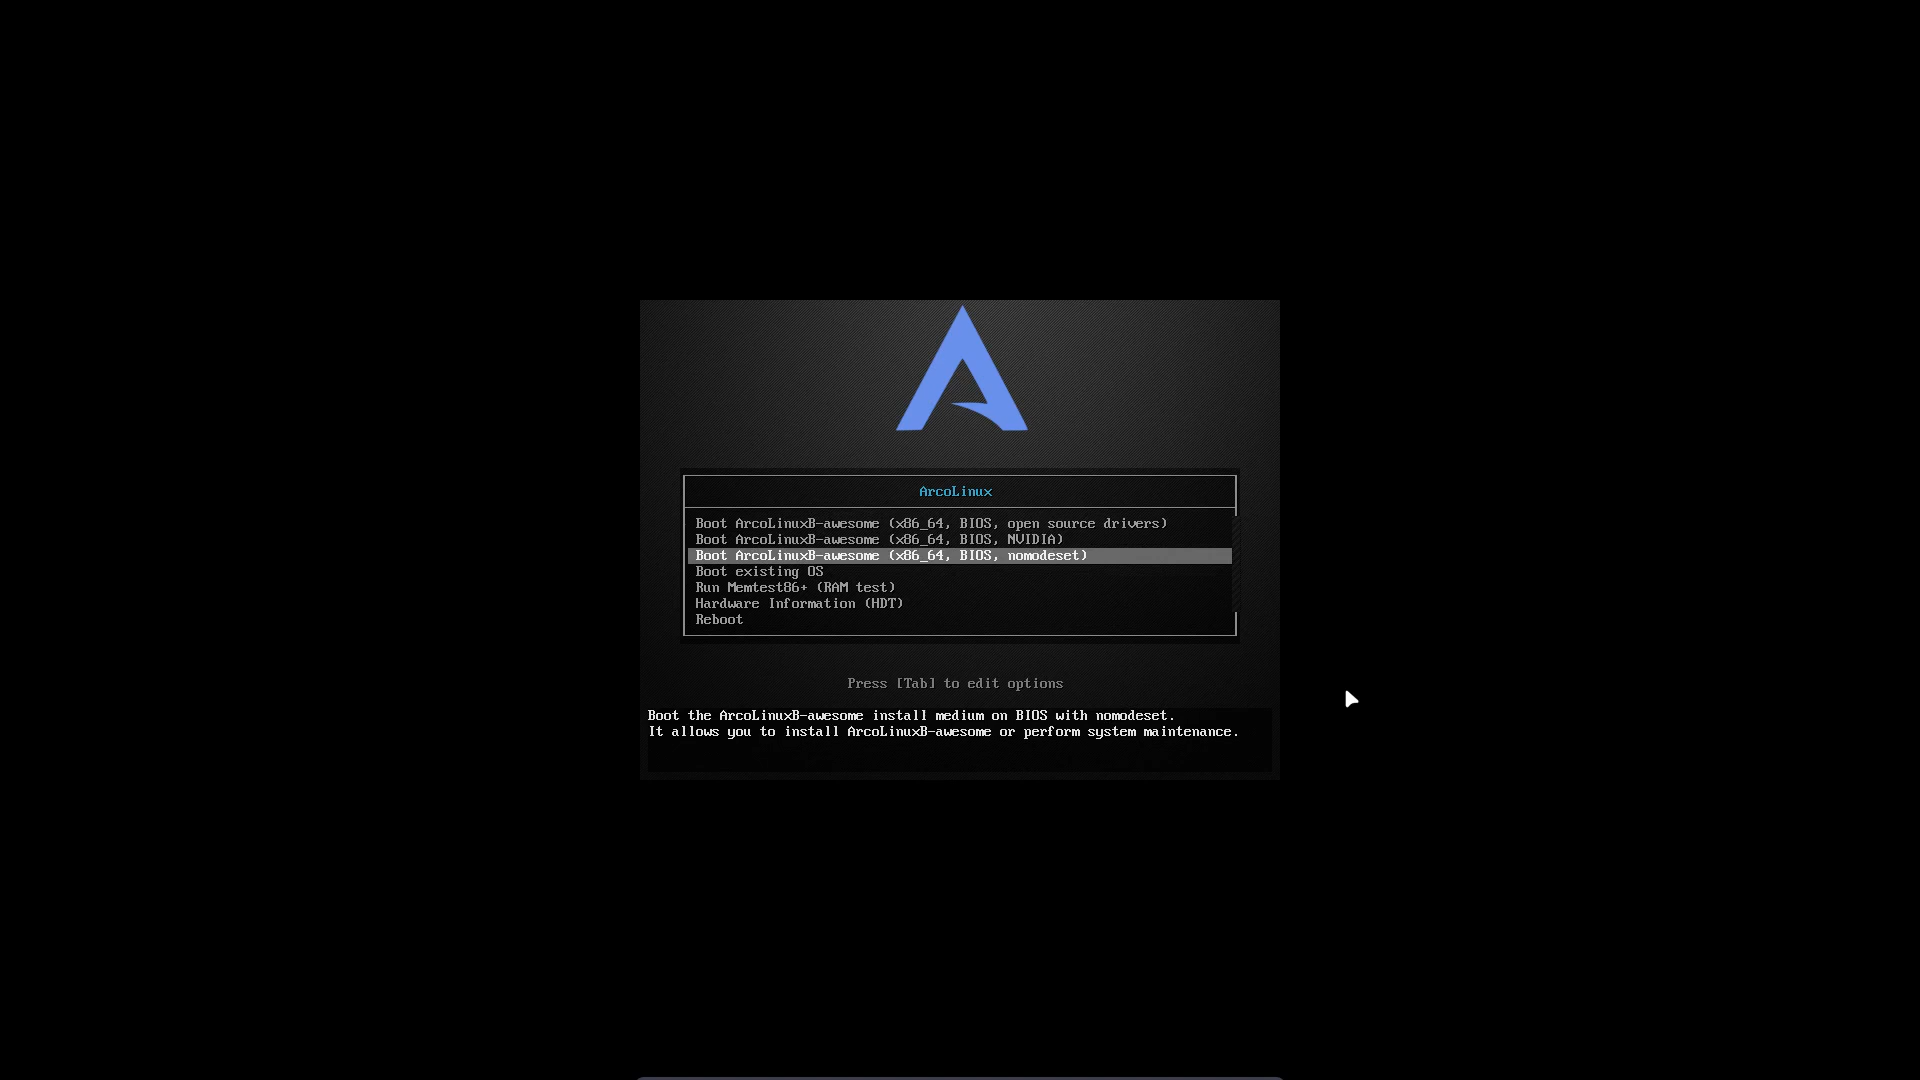 ArcoLinux
Boot ArcoLinuxB-awesome (x86_64, BIOS, open source drivers)
Boot ArcoLinuxB-awesome (x86_64, BIOS, NVIDIA)
Boot ArcoLinuxB-awesome (x86_64, BIOS, nomodeset)
Boot existing OS
Run Memtest86+ (RAM test)
Hardware Information (HDT)
Reboot
Press [Tab] to edit options
Boot the ArcoLinuxB-awesome install medium on BIOS with nomodeset.
It allows you to install ArcoLinuxB-awesome or perform system maintenance.